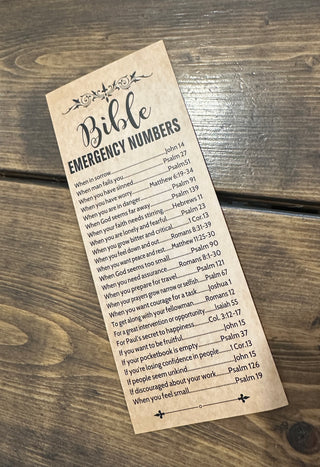 Bible
EMERGENCY NUMBERS
When in sorrow John 14
When man fails you Psalm 27
When you have sinned Psalm 51
When you have worry Matthew 6:19-34
When you are in danger Psalm 91
When God seems far away Psalm 139
When your faith needs stirring Hebrews 11
When you are lonely and fearful Psalm 23
When you grow bitter and critical 1 Cor. 13
When you feel down and out Romans 8:31-39
When you want peace and rest Matthew 11:25-30
When God seems too small Psalm 90
When you need assurance Romans 8:1-30
When you prepare for travel Psalm 121
When your prayers grow narrow or selfish Psalm 67
When you want courage for a task Joshua 1
To get along with your fellowman Romans 12
For a great intervention or opportunity Isaiah 55
For Paul's secret to happiness Col. 3:12-17
If you want to be fruitful John 15
If your pocketbook is empty Psalm 37
If you're losing confidence in people 1 Cor.13
If people seem unkind John 15
If discouraged about your work Psalm 126
When you feel small Psalm 19